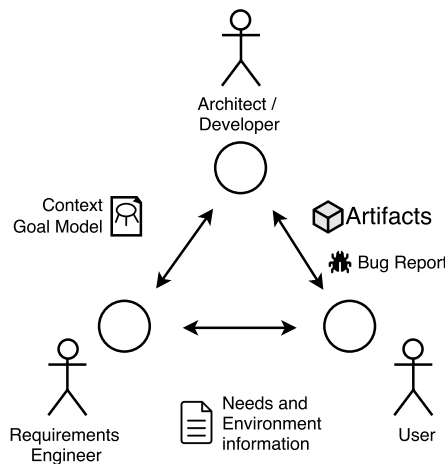 Architect /
Developer
Context
Goal Model
Artifacts
Bug Report
Needs and
Environment
information
Requirements
Engineer
User